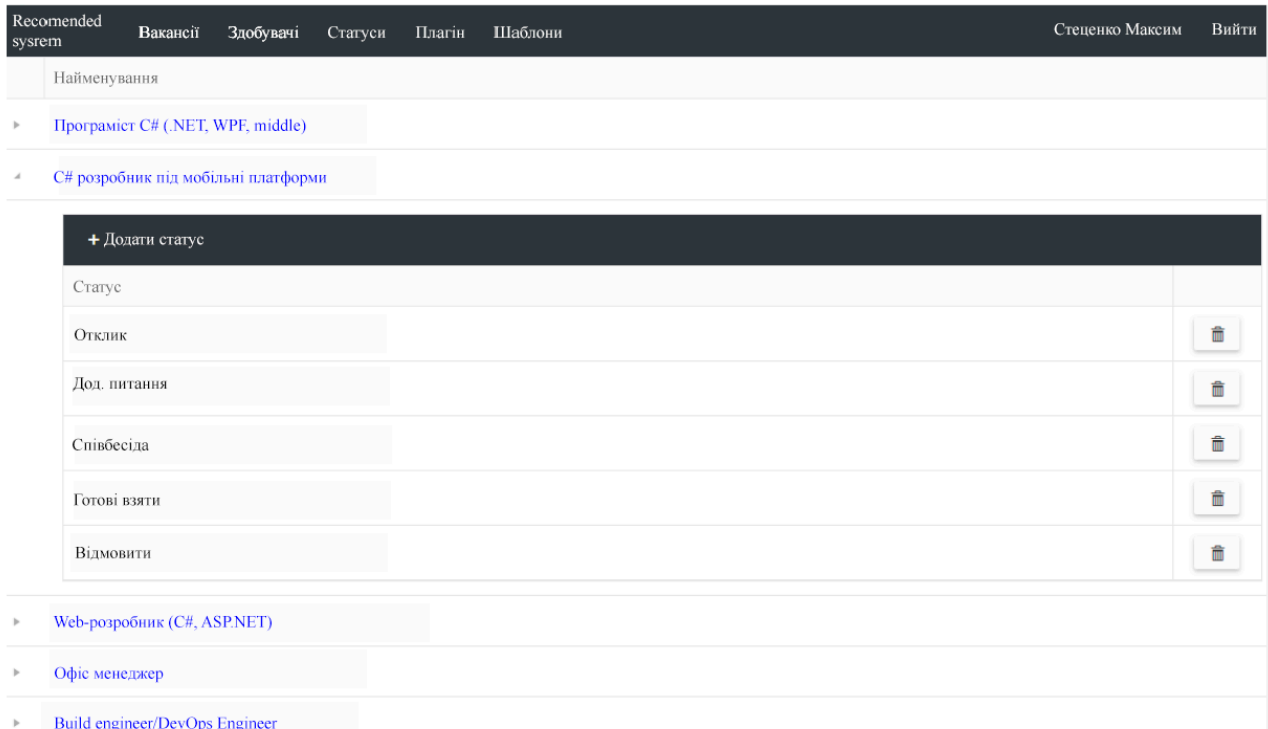 Recomended
sysrem
Вакансії Здобувачі Статуси Плагін Шаблони Стеценко Максим Вийти
Найменування
Програміст C# (.NET, WPF, middle)
C# розробник під мобільні платформи
+ Додати статус
Статус
Отклик
Дод. питання
Співбесіда
Готові взяти
Відмовити
Web-розробник (C#, ASP.NET)
Офіс менеджер
Build engineer/DevOps Engineer